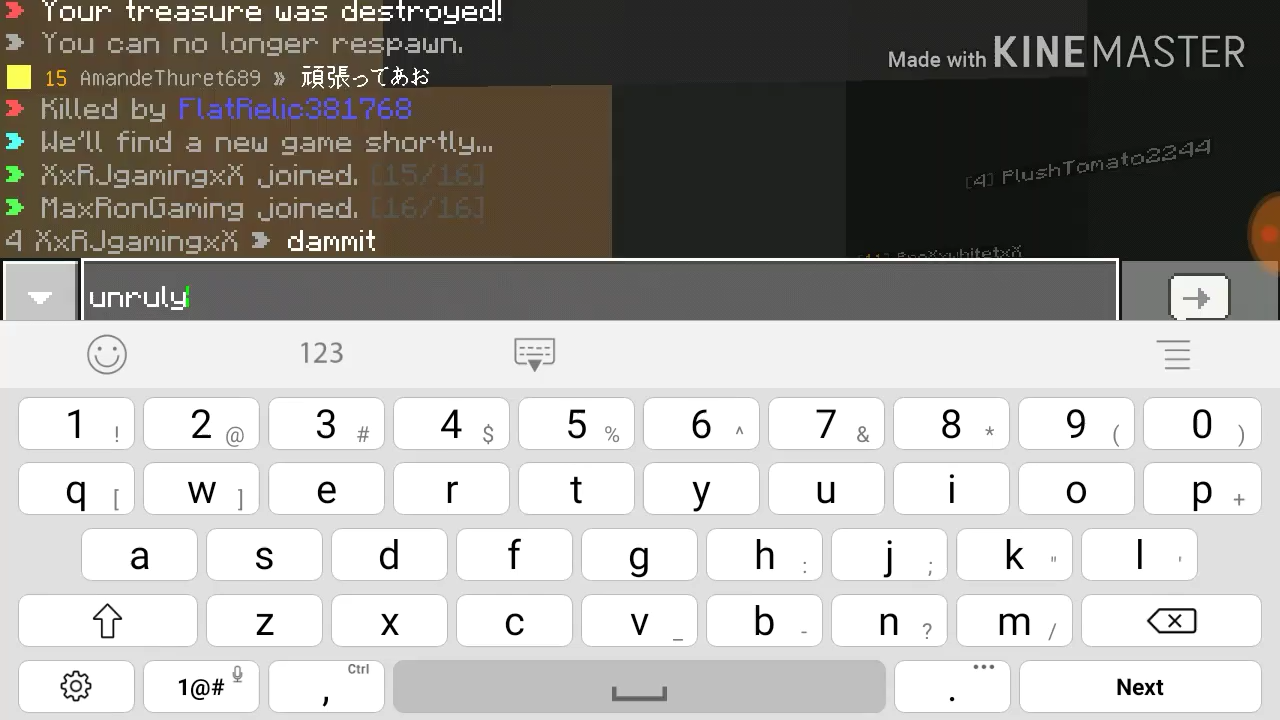 Your treasure was destroyed!
You can no longer respawn.
Made with KINEMASTER
15 AmandeThuret689 » 頑張ってあお
Killed by FlatRelic381768
We'll find a new game shortly...
XxRJgamingxX joined. [15/16]
[4] PlushTomato2244
MaxRonGaming joined. [16/16]
4 XxRJgamingxX » dammit
unruly
123
1 ! 2 @ 3 # 4 $ 5 % 6 ^ 7 & 8 * 9 ( 0 )
q [ w ] e r t y u i o p +
a s d f g h : j ; k " l '
z x c v _ b - n ? m /
1@# , Ctrl . ... Next